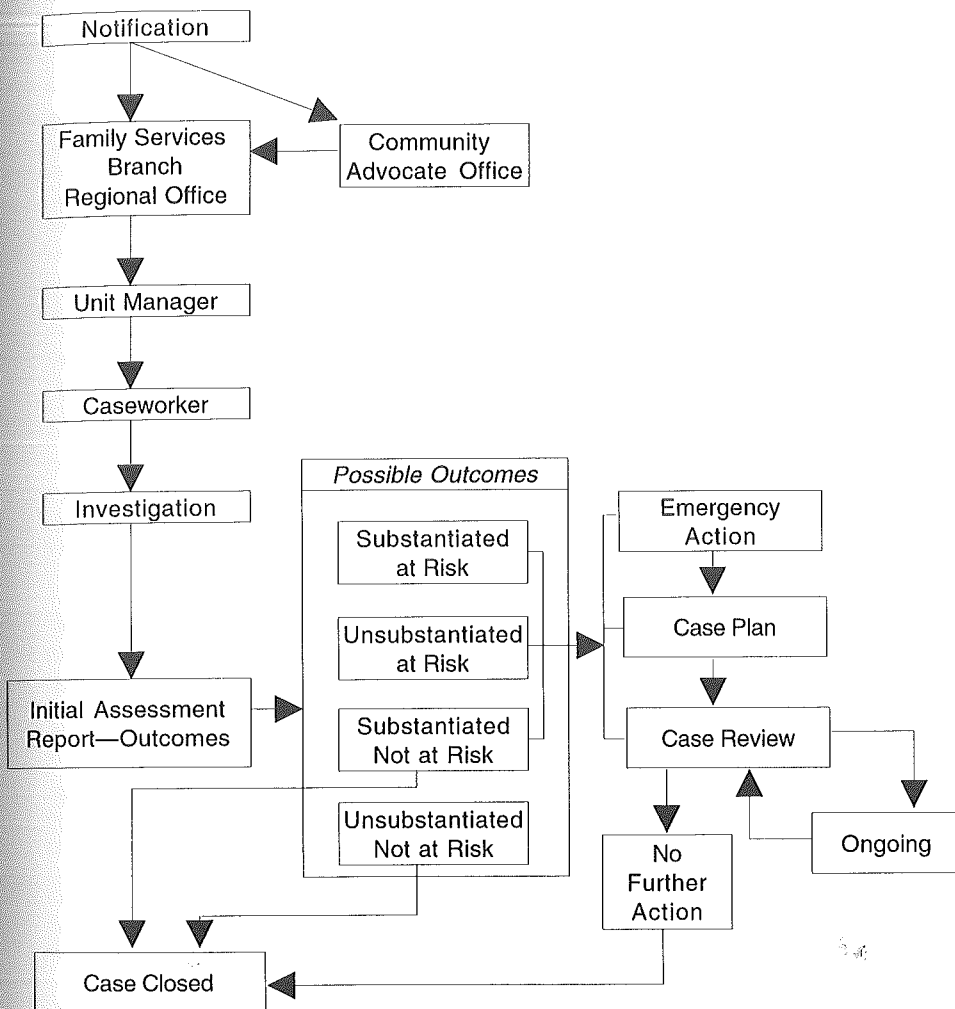 Notification
Family Services
Branch
Regional Office
Community
Advocate Office
Unit Manager
Caseworker
Investigation
Initial Assessment
Report—Outcomes
Possible Outcomes
Substantiated
at Risk
Unsubstantiated
at Risk
Substantiated
Not at Risk
Unsubstantiated
Not at Risk
Emergency
Action
Case Plan
Case Review
Ongoing
No
Further
Action
Case Closed